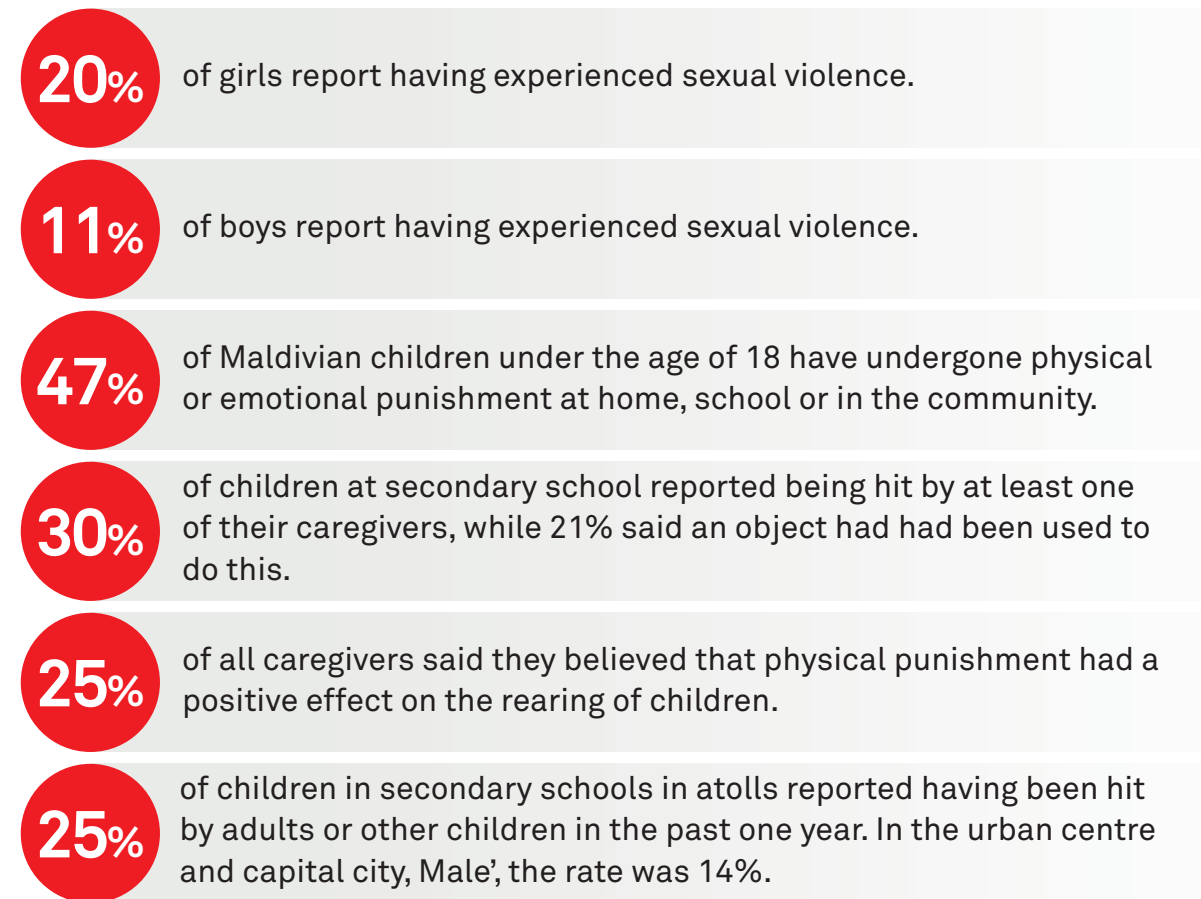 20%
of girls report having experienced sexual violence.
11%
of boys report having experienced sexual violence.
47%
of Maldivian children under the age of 18 have undergone physical
or emotional punishment at home, school or in the community.
30%
of children at secondary school reported being hit by at least one
of their caregivers, while 21% said an object had had been used to
do this.
25%
of all caregivers said they believed that physical punishment had a
positive effect on the rearing of children.
25%
of children in secondary schools in atolls reported having been hit
by adults or other children in the past one year. In the urban centre
and capital city, Male’, the rate was 14%.